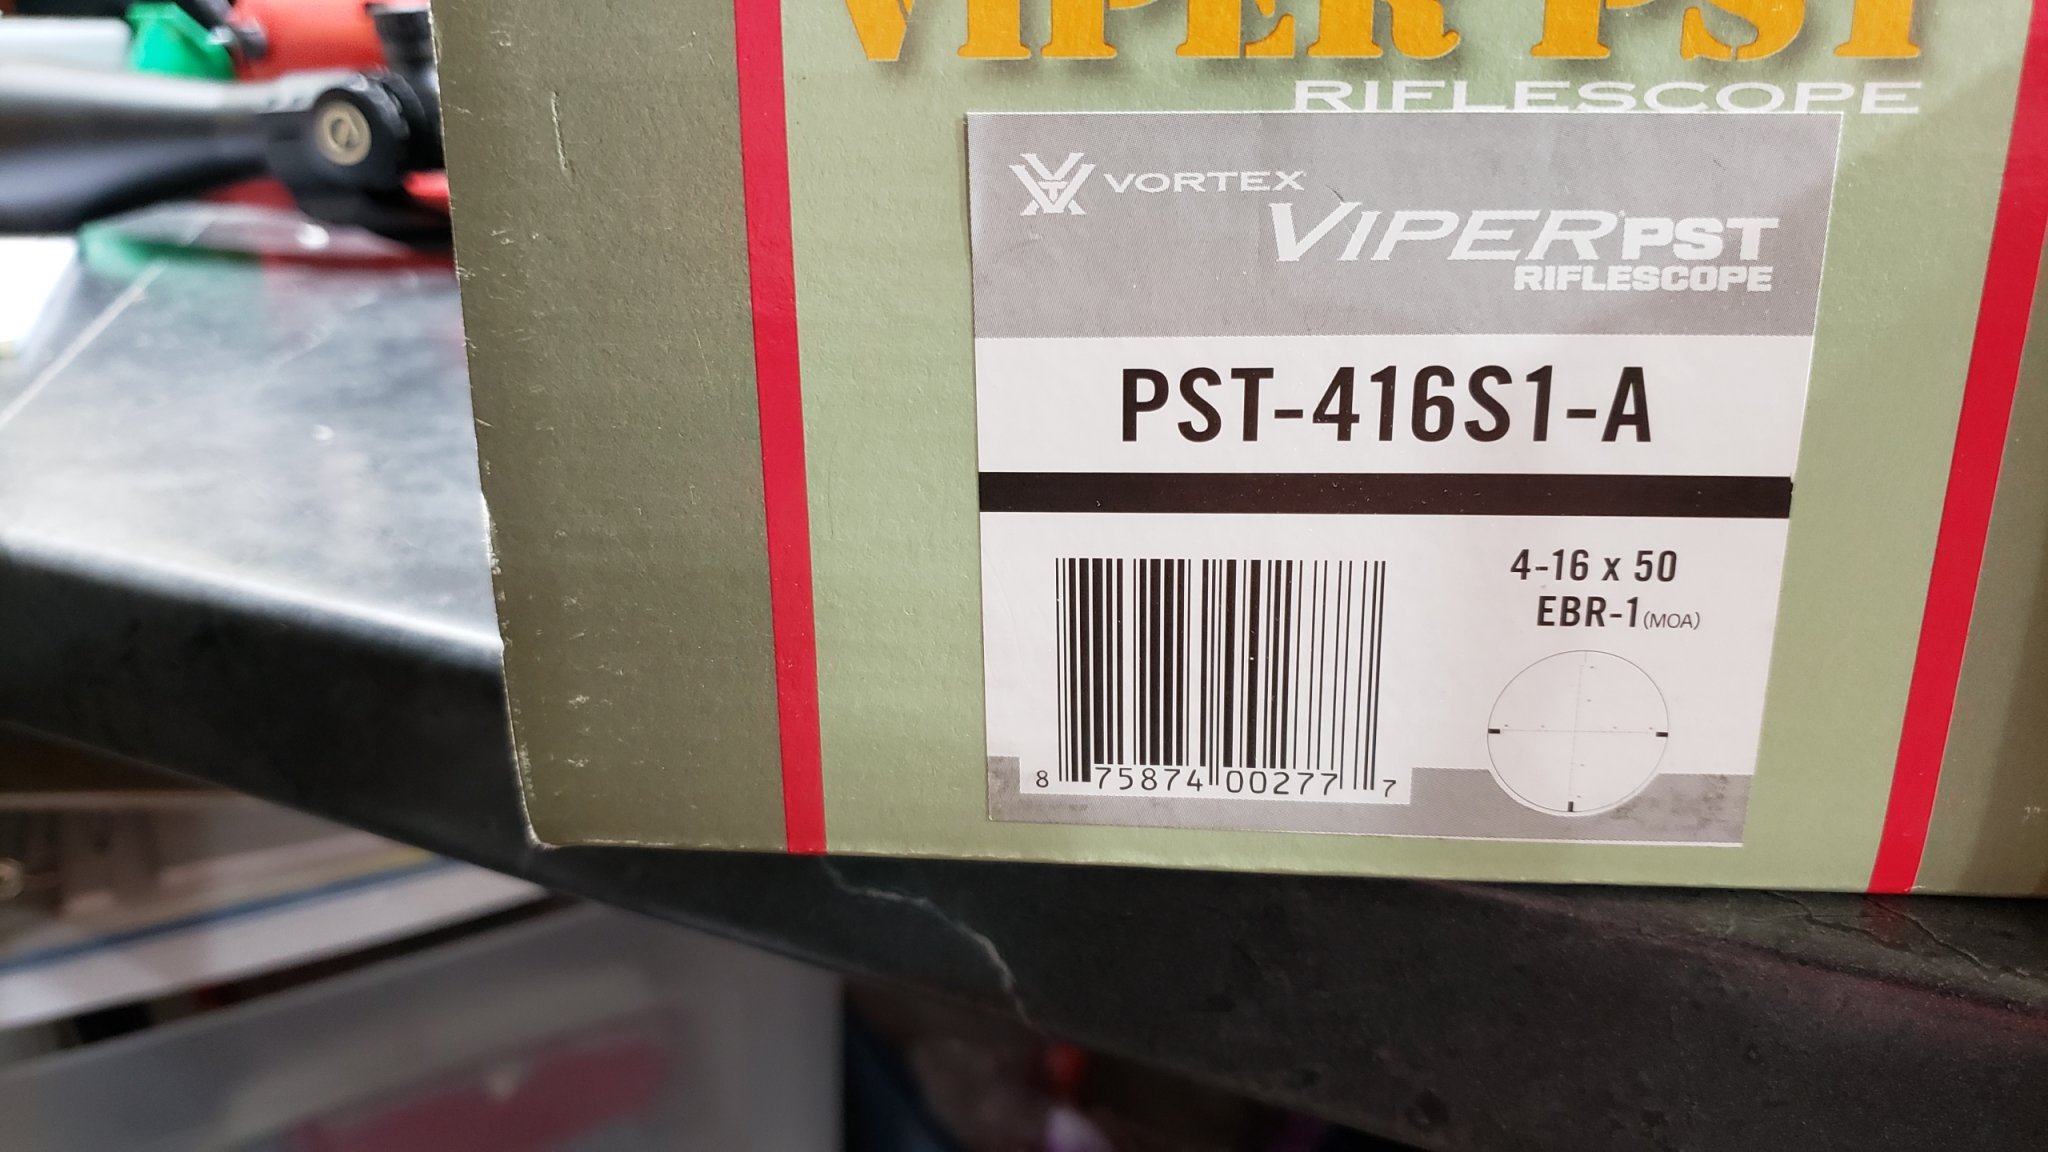 VIPER PST
RIFLESCOPE
VORTEX
VIPER PST
RIFLESCOPE
PST-416S1-A
4-16 x 50
EBR-1 (MOA)
8 75874 00277 7